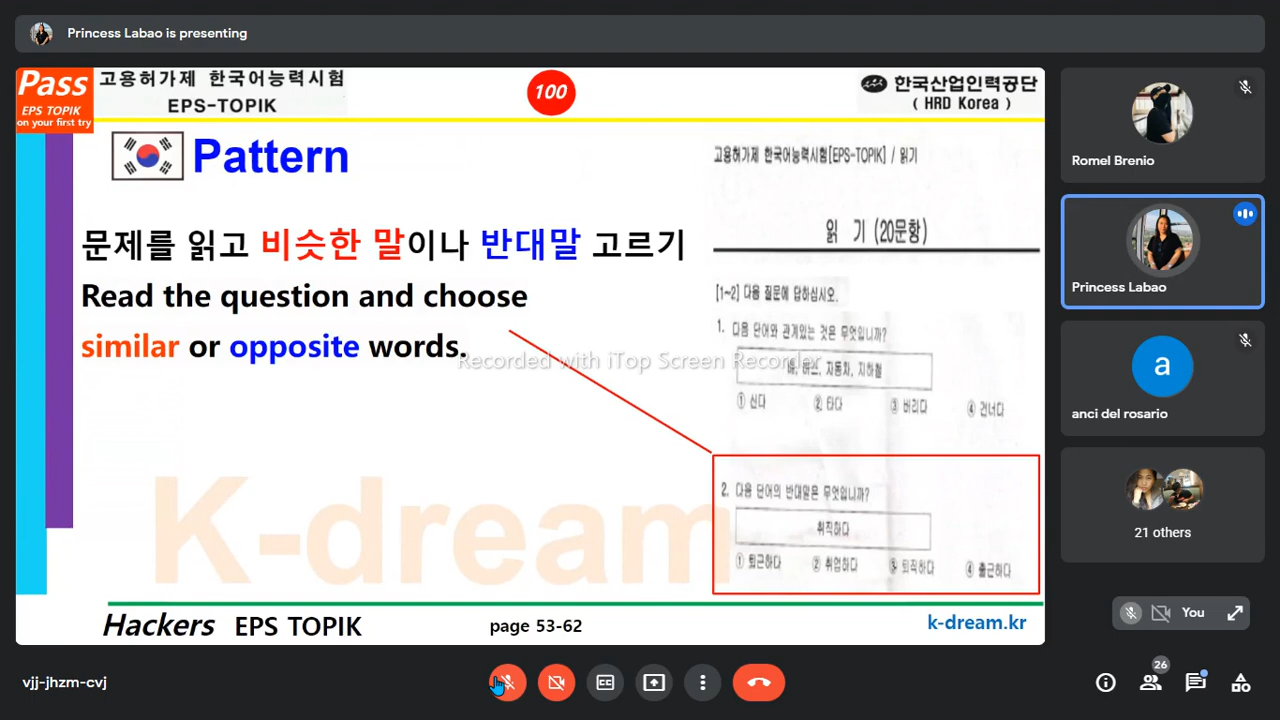 Princess Labao is presenting
Pass
EPS TOPIK
on your first try
고용허가제 한국어능력시험
EPS-TOPIK
100
한국산업인력공단
( HRD Korea )
Pattern
문제를 읽고 비슷한 말이나 반대말 고르기
Read the question and choose
similar or opposite words.
고용허가제 한국어능력시험[EPS-TOPIK] / 읽기
읽 기 (20문항)
[1~2] 다음 질문에 답하십시오.
1. 다음 단어와 관계있는 것은 무엇입니까?
배, 버스, 자동차, 지하철
① 신다 ② 타다 ③ 버리다 ④ 건너다
2. 다음 단어의 반대말은 무엇입니까?
취직하다
① 퇴근하다 ② 취업하다 ③ 퇴직하다 ④ 출근하다
Recorded with iTop Screen Recorder
K-dream
Hackers EPS TOPIK
page 53-62
k-dream.kr
Romel Brenio
Princess Labao
a
anci del rosario
21 others
You
vjj-jhzm-cvj
CC
26